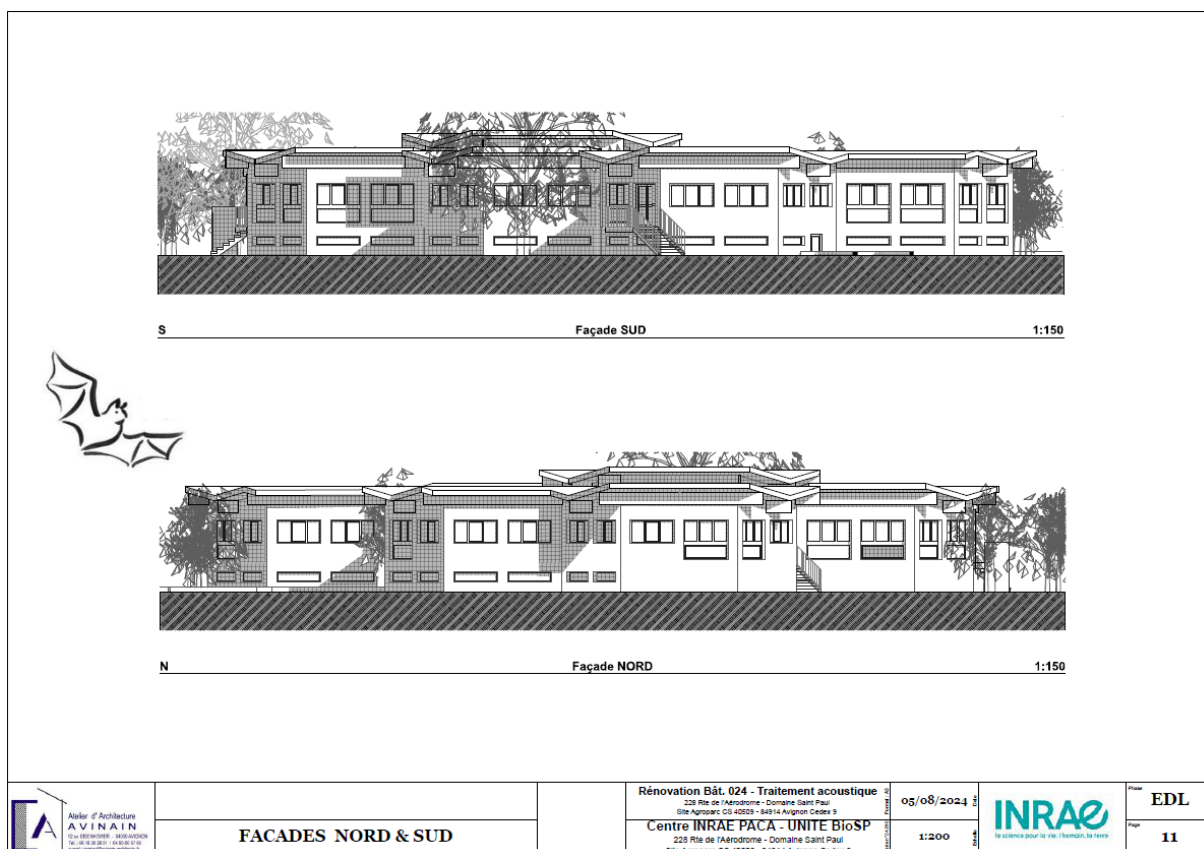 S
Façade SUD
1:150
N
Façade NORD
1:150
Atelier d' Architecture
AVINAIN
FACADES NORD & SUD
Rénovation Bât. 024 - Traitement acoustique
228 Rte de l'Aérodrome - Domaine Saint Paul
Site Agroparc CS 40509 - 84914 Avignon Cedex 9
Centre INRAE PACA - UNITE BioSP
228 Rte de l'Aérodrome - Domaine Saint Paul
05/08/2024
Date
1:200
INRAE
la science pour la vie, l'humain, la terre
Phase
EDL
Page
11